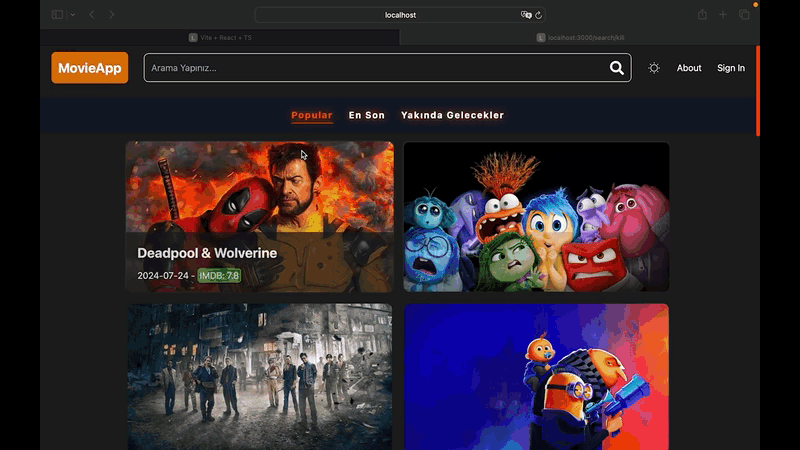 localhost
L Vite + React + TS
L localhost:3000/search/kill
MovieApp
Arama Yapınız...
About
Sign In
Popular
En Son
Yakında Gelecekler
Deadpool & Wolverine
2024-07-24 - IMDB: 7.8